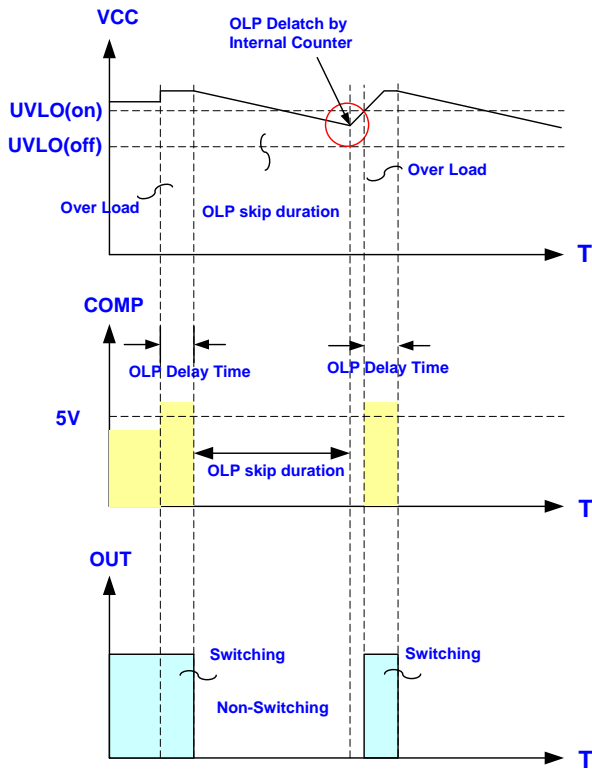 VCC
OLP Delatch by
Internal Counter
UVLO(on)
UVLO(off)
Over Load
Over Load
OLP skip duration
T
COMP
OLP Delay Time
OLP Delay Time
5V
OLP skip duration
T
OUT
Switching
Switching
Non-Switching
T